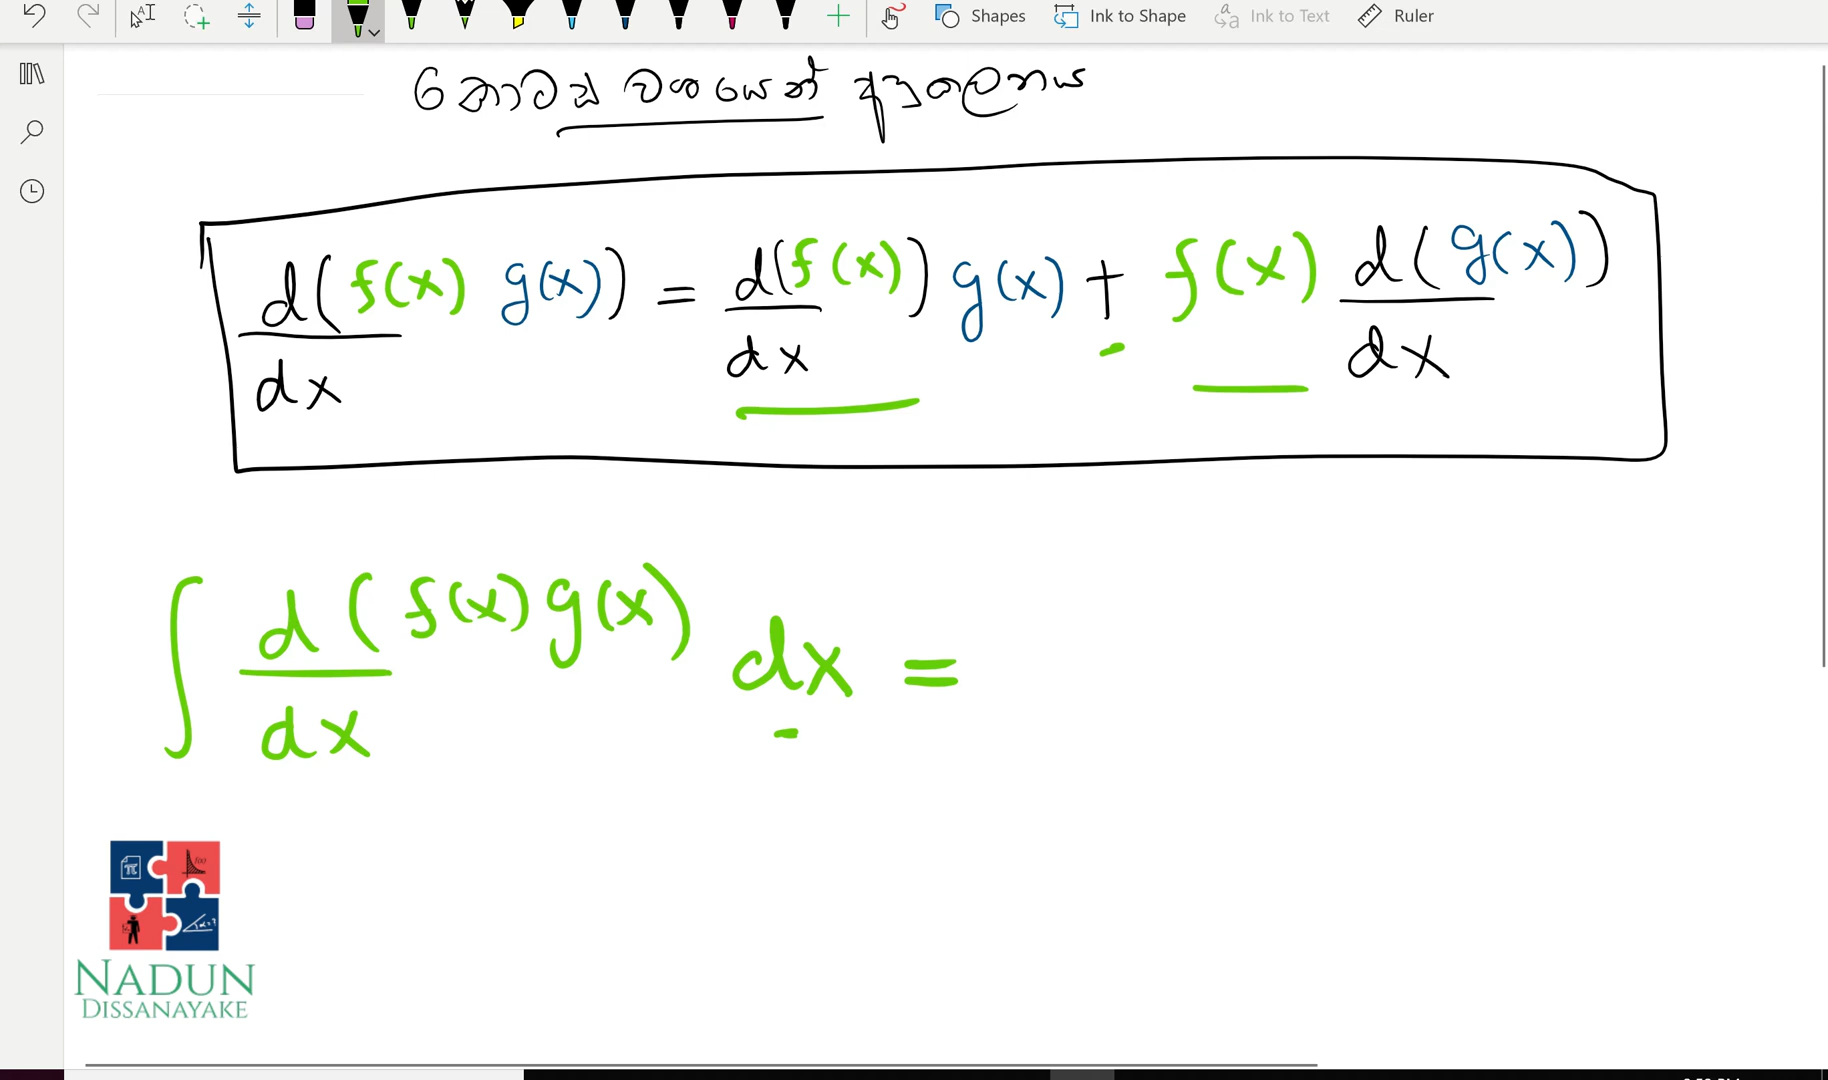 Shapes Ink to Shape Ink to Text Ruler
කොටස් වශයෙන් අනුකලනය
d(f(x) g(x))/dx = d(f(x))/dx g(x) + f(x) d(g(x))/dx
∫ d(f(x)g(x))/dx dx =
NADUN
DISSANAYAKE